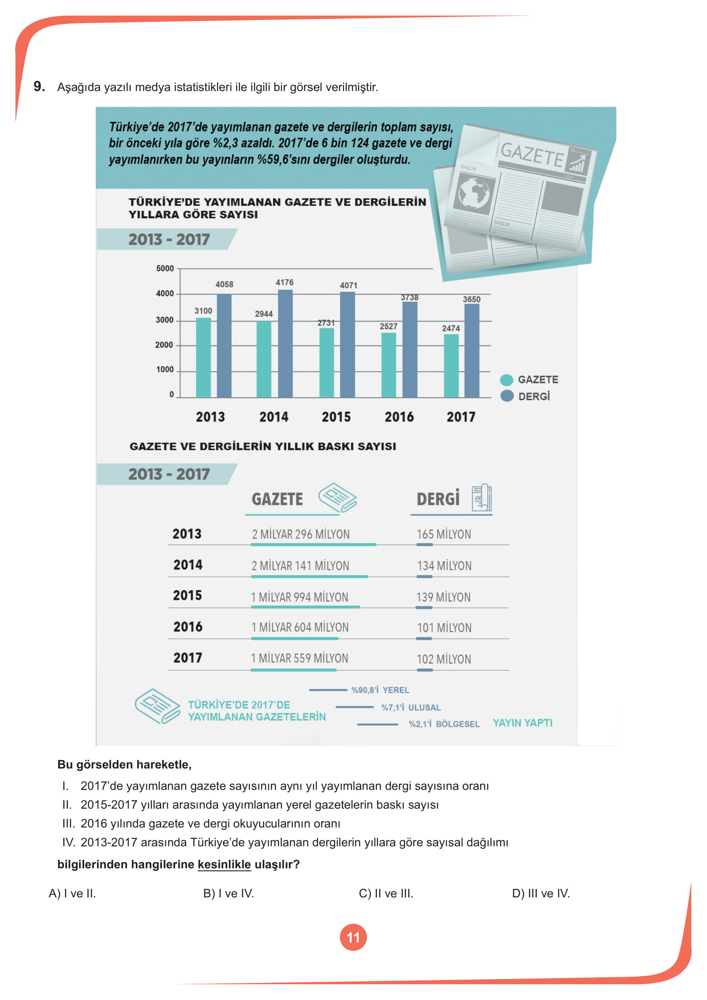 9. Aşağıda yazılı medya istatistikleri ile ilgili bir görsel verilmiştir.
Türkiye'de 2017'de yayımlanan gazete ve dergilerin toplam sayısı,
bir önceki yıla göre %2,3 azaldı. 2017'de 6 bin 124 gazete ve dergi
yayımlanırken bu yayınların %59,6'sını dergiler oluşturdu.
GAZETE
BAŞLIK
BAŞLIK
TÜRKİYE'DE YAYIMLANAN GAZETE VE DERGİLERİN
YILLARA GÖRE SAYISI
2013 - 2017
5000
4000
3000
2000
1000
0
3100 4058
2944 4176
2731 4071
2527 3738
2474 3650
2013 2014 2015 2016 2017
GAZETE
DERGİ
GAZETE VE DERGİLERİN YILLIK BASKI SAYISI
2013 - 2017
GAZETE DERGİ
2013 2 MİLYAR 296 MİLYON 165 MİLYON
2014 2 MİLYAR 141 MİLYON 134 MİLYON
2015 1 MİLYAR 994 MİLYON 139 MİLYON
2016 1 MİLYAR 604 MİLYON 101 MİLYON
2017 1 MİLYAR 559 MİLYON 102 MİLYON
TÜRKİYE'DE 2017'DE
YAYIMLANAN GAZETELERİN
%90,8'İ YEREL
%7,1'İ ULUSAL
%2,1'İ BÖLGESEL YAYIN YAPTI
Bu görselden hareketle,
I. 2017'de yayımlanan gazete sayısının aynı yıl yayımlanan dergi sayısına oranı
II. 2015-2017 yılları arasında yayımlanan yerel gazetelerin baskı sayısı
III. 2016 yılında gazete ve dergi okuyucularının oranı
IV. 2013-2017 arasında Türkiye'de yayımlanan dergilerin yıllara göre sayısal dağılımı
bilgilerinden hangilerine kesinlikle ulaşılır?
A) I ve II. B) I ve IV. C) II ve III. D) III ve IV.
11